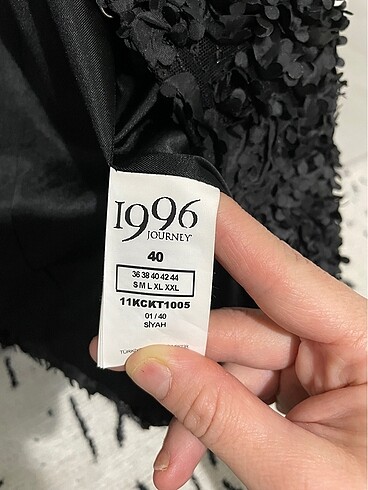 1996
JOURNEY
40
36 38 40 42 44
S M L XL XXL
11KCKT1005
01 / 40
SİYAH